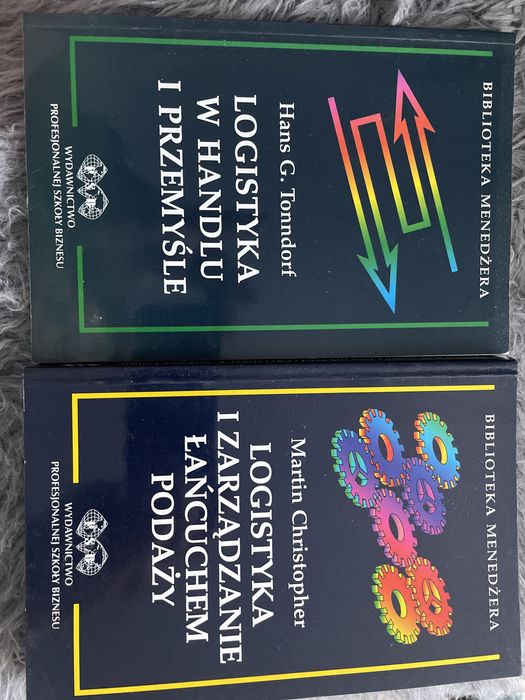 BIBLIOTEKA MENEDŻERA
Hans G. Tonndorf
LOGISTYKA
W HANDLU
I PRZEMYŚLE
WYDAWNICTWO
PROFESJONALNEJ SZKOŁY BIZNESU
BIBLIOTEKA MENEDŻERA
Martin Christopher
LOGISTYKA
I ZARZĄDZANIE
ŁAŃCUCHEM
PODAŻY
WYDAWNICTWO
PROFESJONALNEJ SZKOŁY BIZNESU